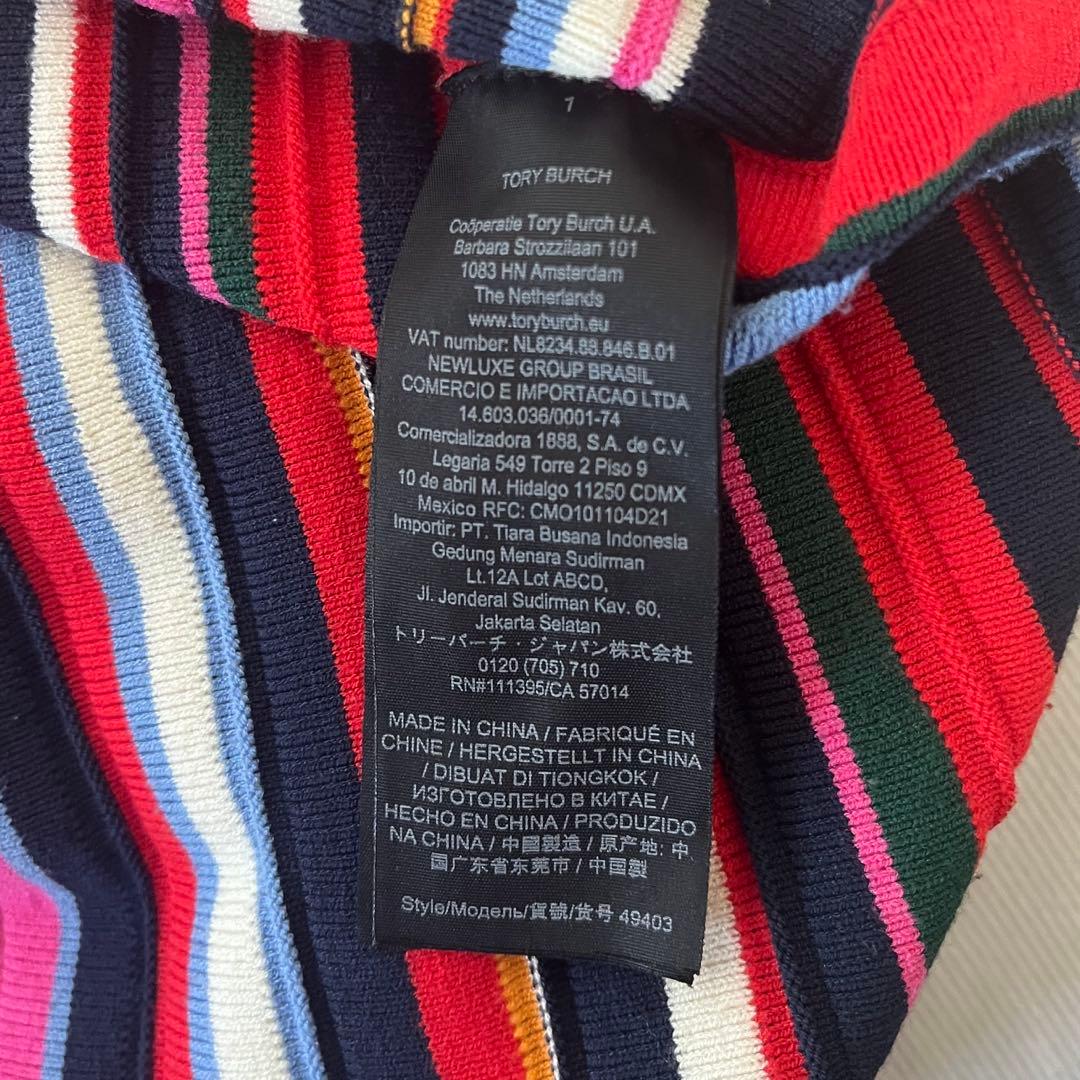 1
TORY BURCH
Coöperatie Tory Burch U.A.
Barbara Strozzilaan 101
1083 HN Amsterdam
The Netherlands
www.toryburch.eu
VAT number: NL8234.88.846.B.01
NEWLUXE GROUP BRASIL
COMERCIO E IMPORTACAO LTDA
14.603.036/0001-74
Comercializadora 1888, S.A. de C.V.
Legaria 549 Torre 2 Piso 9
10 de abril M. Hidalgo 11250 CDMX
Mexico RFC: CMO101104D21
Importir: PT. Tiara Busana Indonesia
Gedung Menara Sudirman
Lt.12A Lot ABCD,
Jl. Jenderal Sudirman Kav. 60,
Jakarta Selatan
トリーバーチ・ジャパン株式会社
0120 (705) 710
RN#111395/CA 57014
MADE IN CHINA / FABRIQUÉ EN
CHINE / HERGESTELLT IN CHINA
/ DIBUAT DI TIONGKOK /
ИЗГОТОВЛЕНО В КИТАЕ /
HECHO EN CHINA / PRODUZIDO
NA CHINA / 中國製造 / 原产地: 中
国广东省东莞市 / 中国製
Style/Модель/貨號/货号 49403